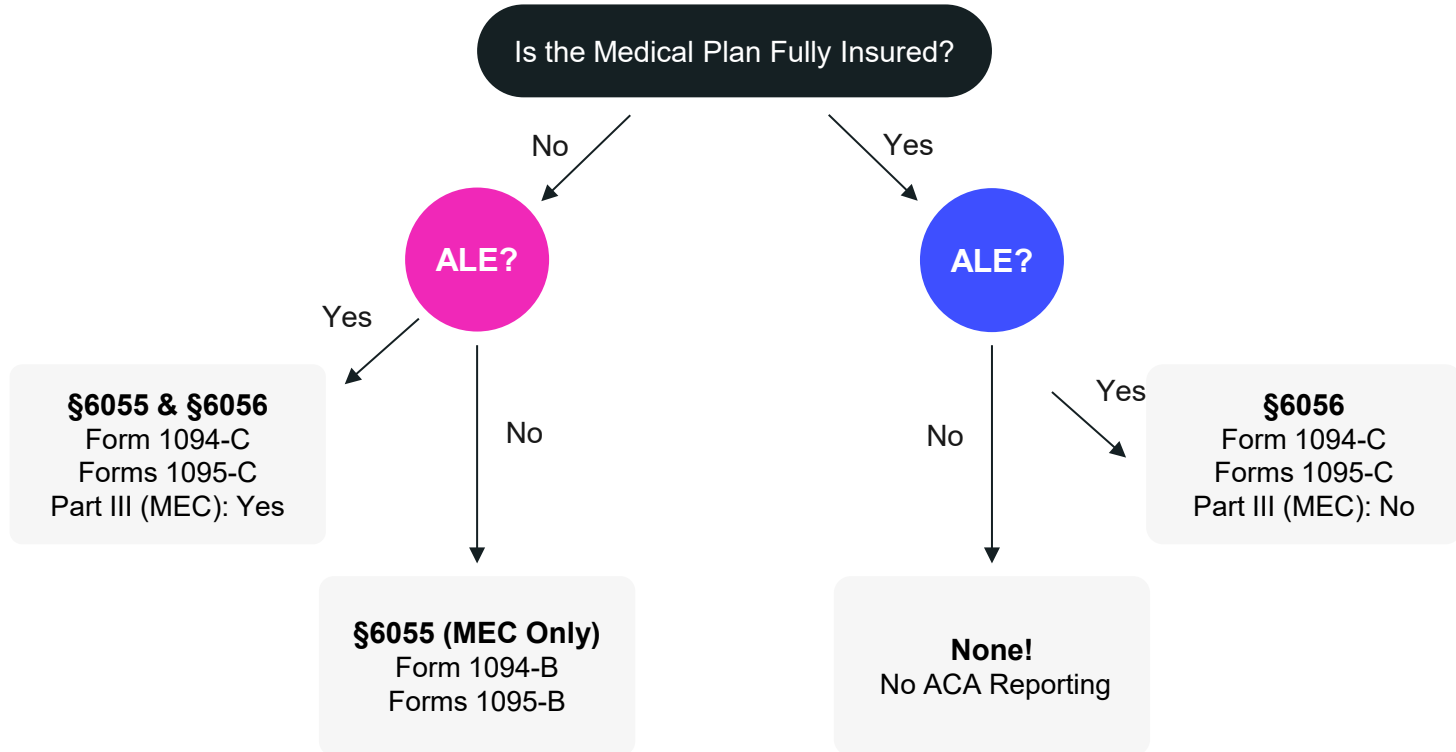 Is the Medical Plan Fully Insured?
No
Yes
ALE?
ALE?
Yes
No
No
Yes
§6055 & §6056
Form 1094-C
Forms 1095-C
Part III (MEC): Yes
§6056
Form 1094-C
Forms 1095-C
Part III (MEC): No
§6055 (MEC Only)
Form 1094-B
Forms 1095-B
None!
No ACA Reporting